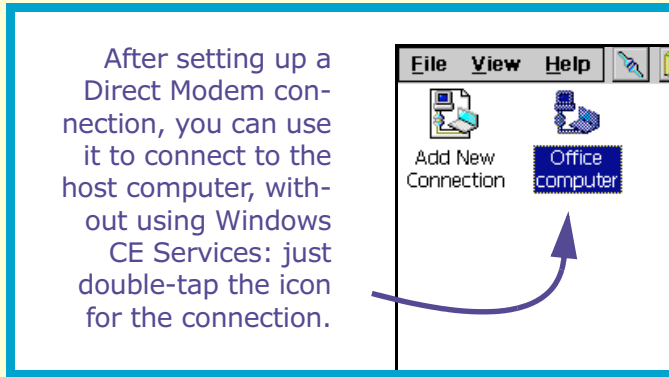 After setting up a
Direct Modem con-
nection, you can use
it to connect to the
host computer, with-
out using Windows
CE Services: just
double-tap the icon
for the connection.
File View Help
Add New
Connection
Office
computer